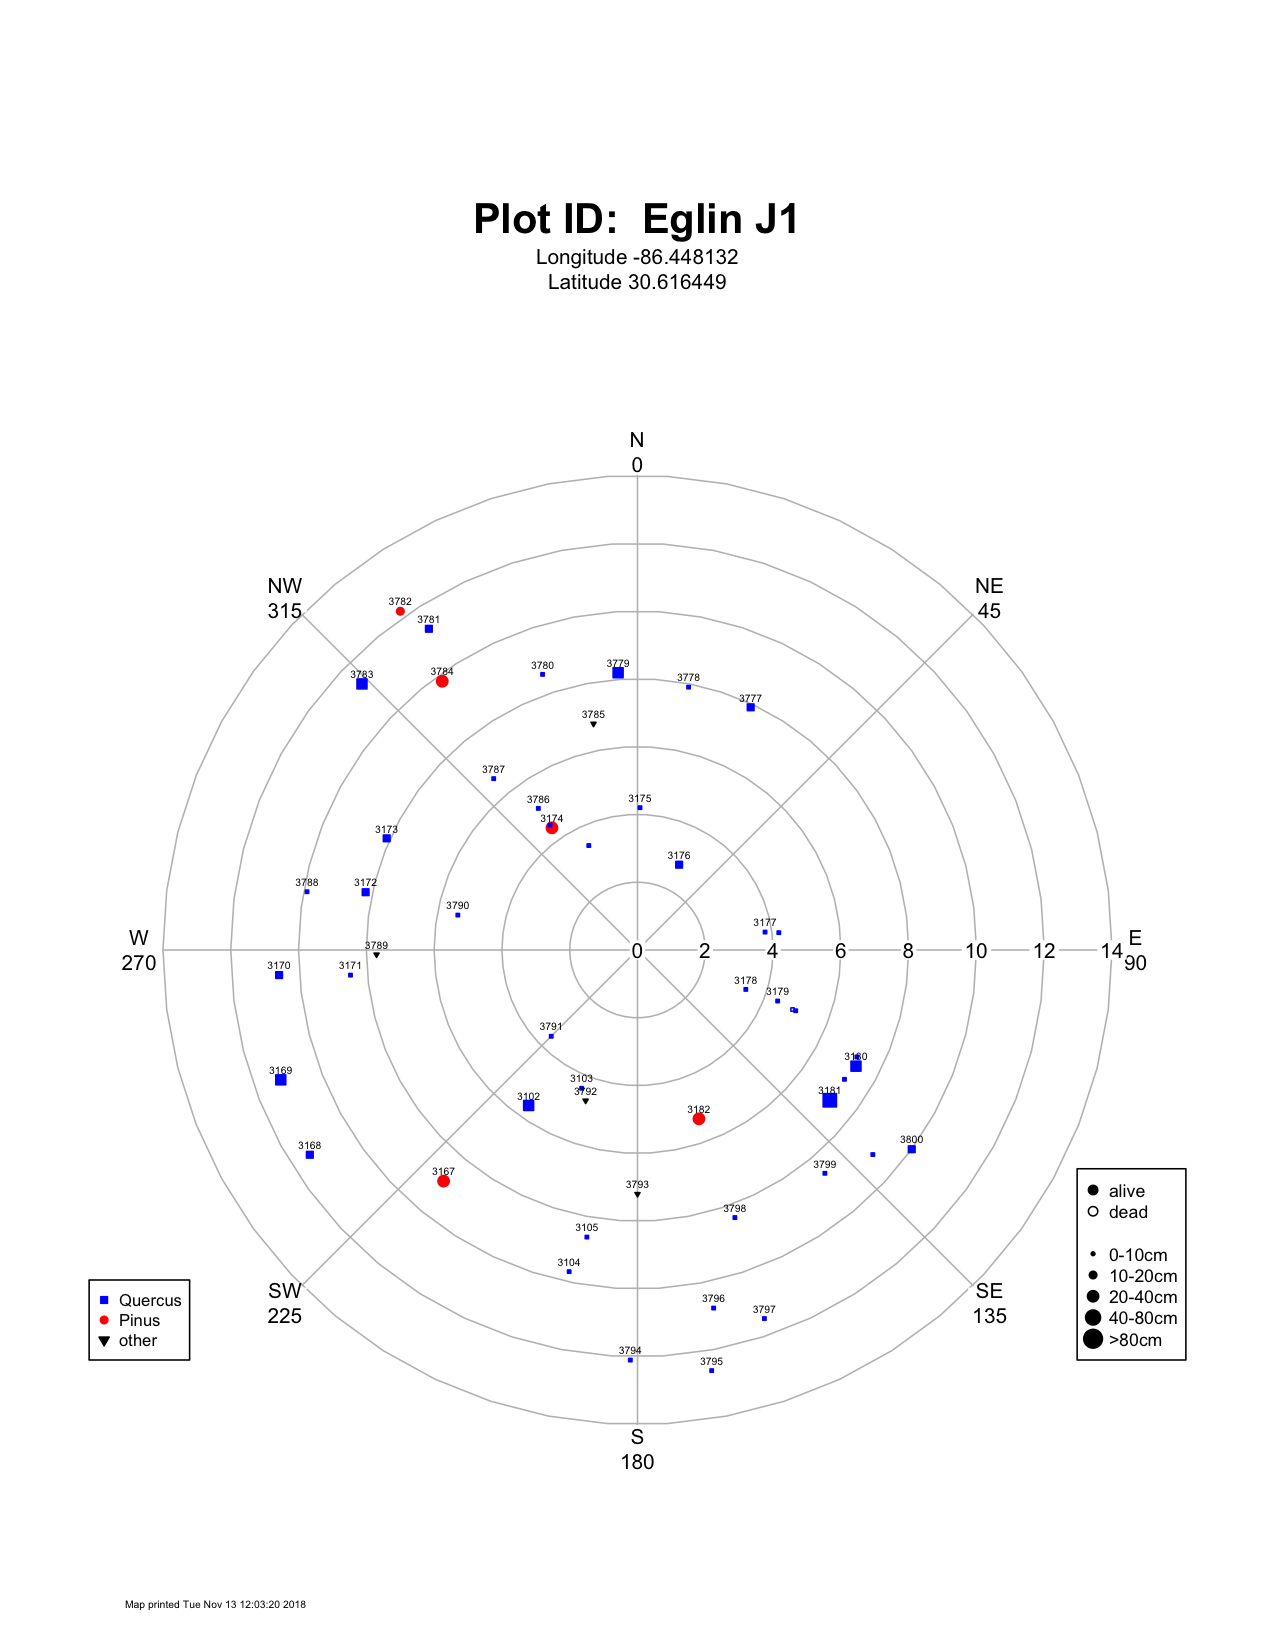 Plot ID:  Eglin J1
Longitude -86.448132
Latitude 30.616449
N
0
NW
315
NE
45
3782
3781
3783
3784
3780
3779
3778
3777
3785
3787
3786
3175
3174
3173
3176
3788
3172
3790
3177
W
270
3789
0 2 4 6 8 10 12 14
E
90
3170
3171
3178
3179
3791
3180
3169
3103
3792
3102
3181
3182
3168
3800
3167
3799
3793
3798
3105
3104
3796
3797
3794
3795
SW
225
SE
135
S
180
alive
dead
0-10cm
10-20cm
20-40cm
40-80cm
>80cm
Quercus
Pinus
other
Map printed Tue Nov 13 12:03:20 2018